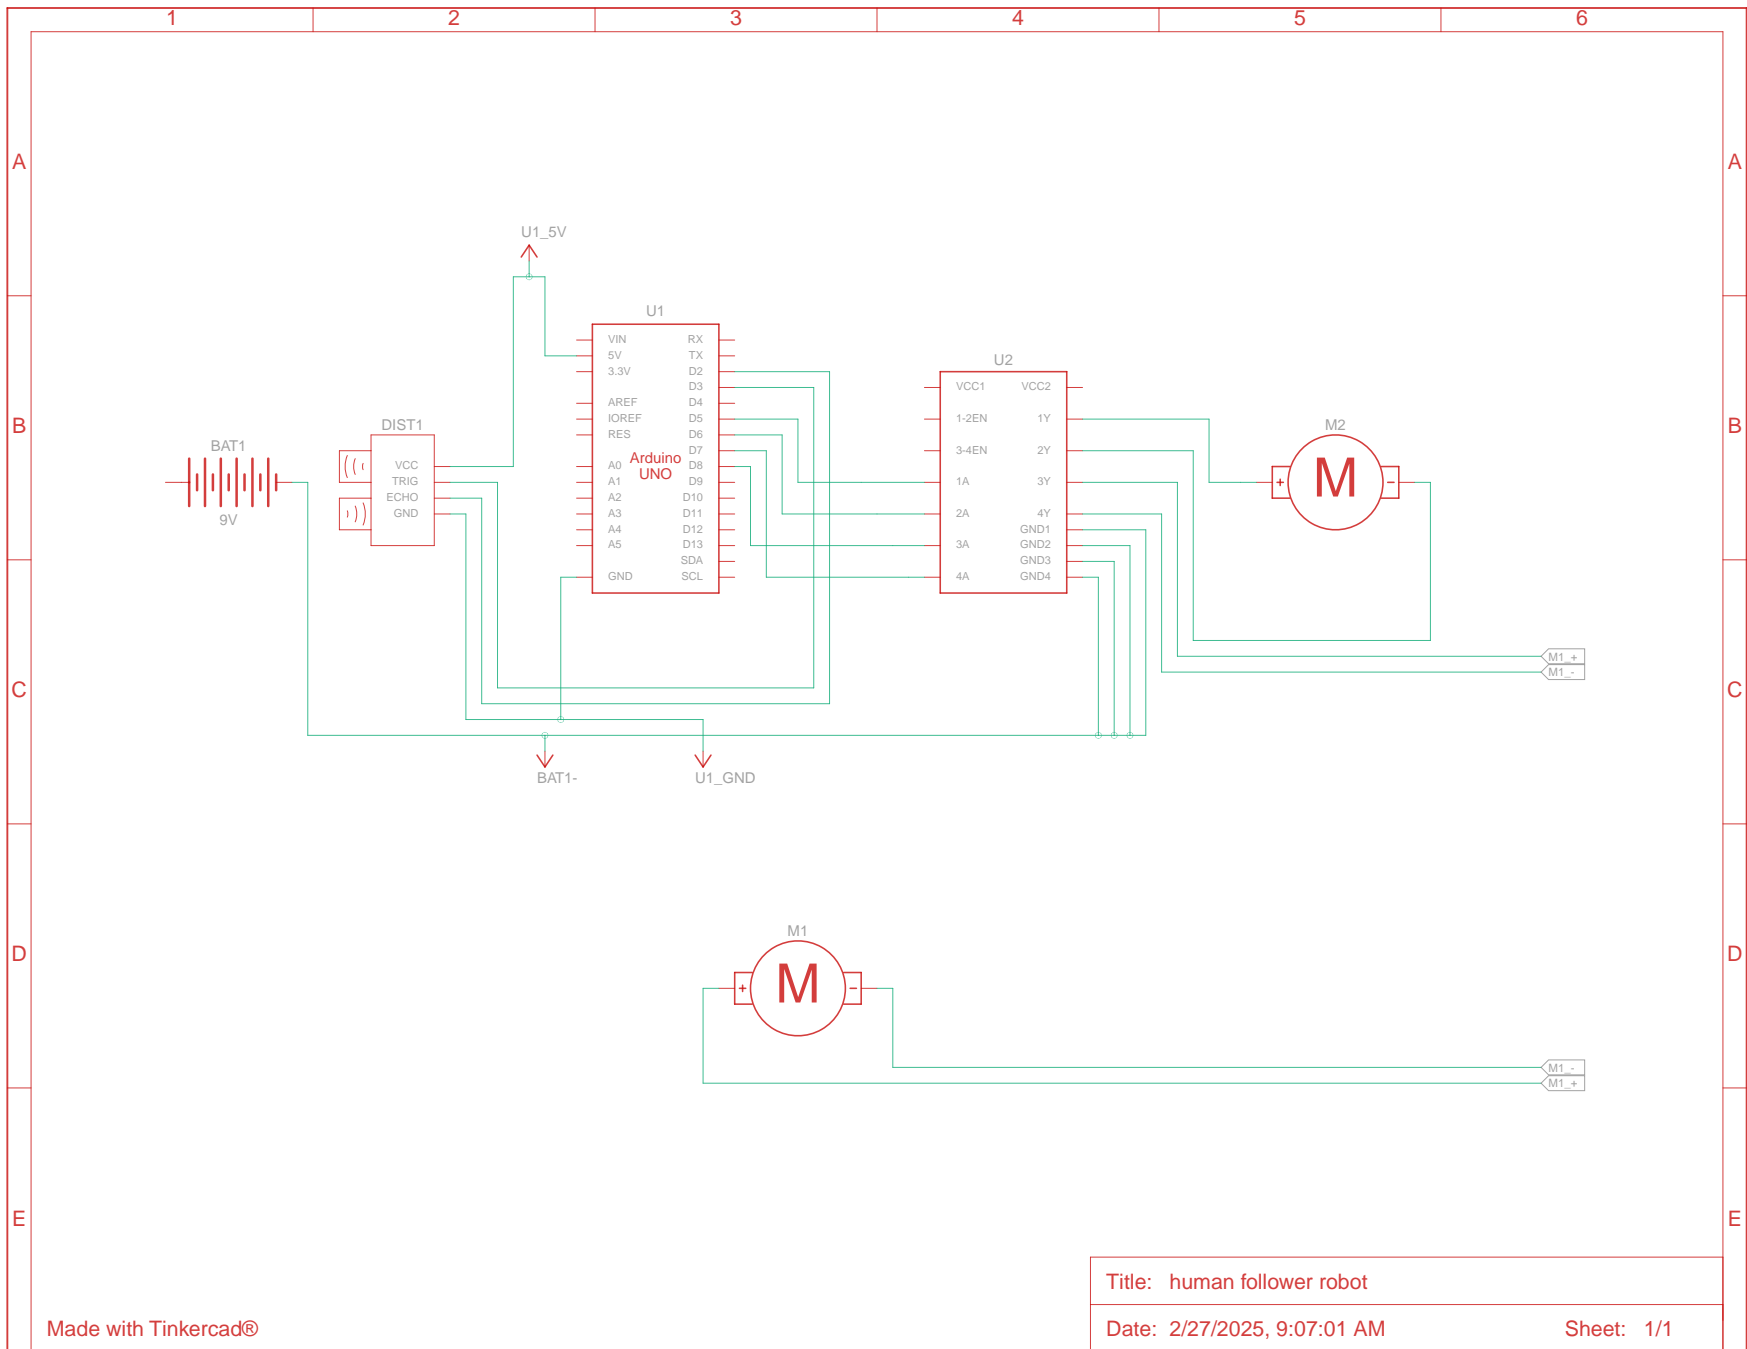 1 2 3 4 5 6
A A
U1_5V
U1
VIN RX
5V TX
3.3V D2
D3
AREF D4
IOREF D5
RES D6
D7
A0 D8
A1 D9
A2 D10
A3 D11
A4 D12
A5 D13
SDA
GND SCL
Arduino
UNO
U2
VCC1 VCC2
1-2EN 1Y
3-4EN 2Y
1A 3Y
2A 4Y
GND1
3A GND2
GND3
4A GND4
B B
DIST1
VCC
TRIG
ECHO
GND
BAT1
9V
M2
+ M -
M1_+
M1_-
C C
BAT1-
U1_GND
M1
+ M -
D D
M1_-
M1_+
E E
Title: human follower robot
Made with Tinkercad®
Date: 2/27/2025, 9:07:01 AM Sheet: 1/1